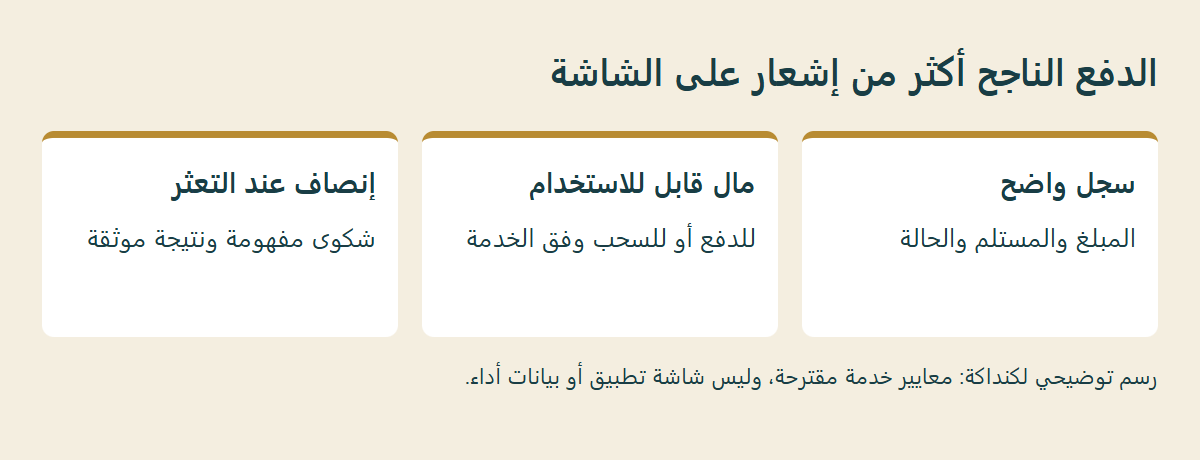 الدفع الناجح أكثر من إشعار على الشاشة
سجل واضح
المبلغ والمستلم والحالة
مال قابل للاستخدام
للدفع أو للسحب وفق الخدمة
إنصاف عند التعثر
شكوى مفهومة ونتيجة موثقة
رسم توضيحي لكنداكة: معايير خدمة مقترحة، وليس شاشة تطبيق أو بيانات أداء.